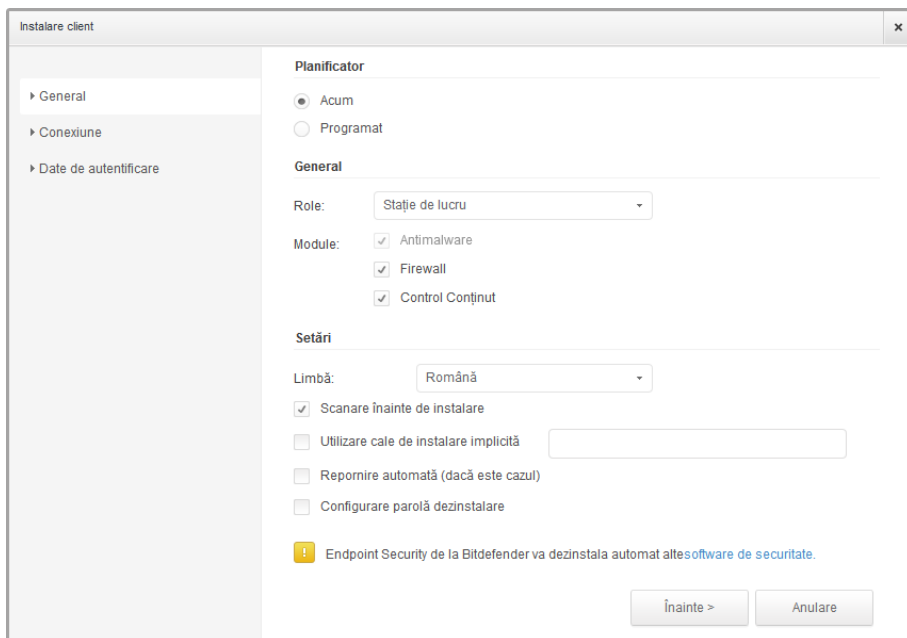 Instalare client
General
Conexiune
Date de autentificare
Planificator
Acum
Programat
General
Role: Stație de lucru
Module: Antimalware
Firewall
Control Conținut
Setări
Limbă: Română
Scanare înainte de instalare
Utilizare cale de instalare implicită
Repornire automată (dacă este cazul)
Configurare parolă dezinstalare
Endpoint Security de la Bitdefender va dezinstala automat altesoftware de securitate.
Înainte > Anulare